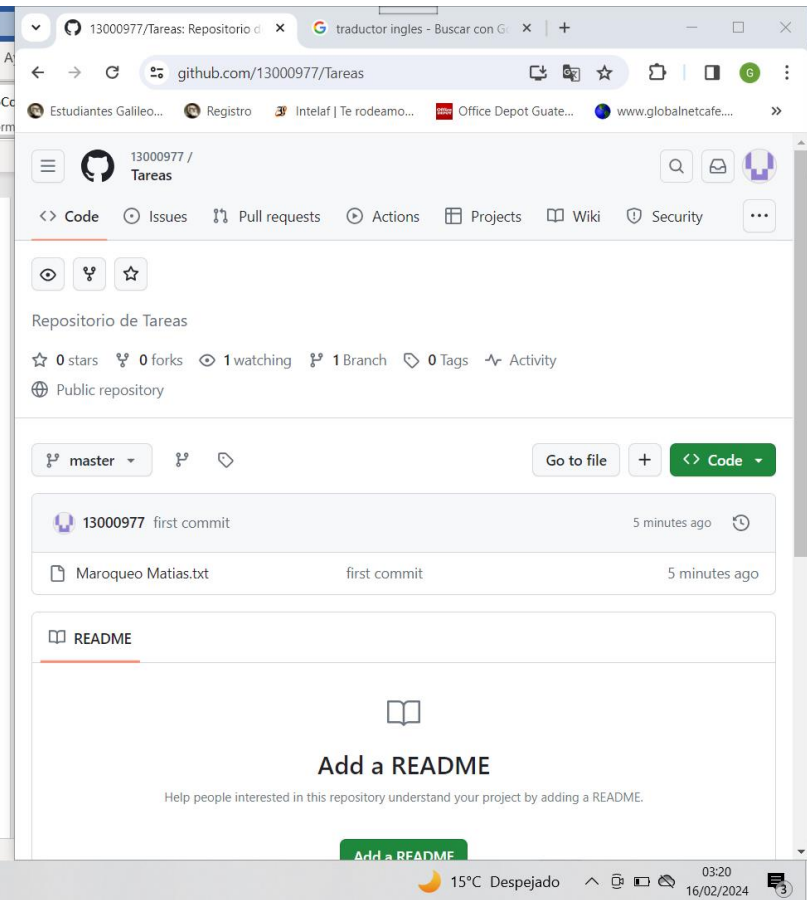 13000977/Tareas: Repositorio d
traductor ingles - Buscar con G
github.com/13000977/Tareas
G
Estudiantes Galileo... Registro Intelaf | Te rodeamo... Office Depot Guate... www.globalnetcafe.... »
13000977 /
Tareas
Code Issues Pull requests Actions Projects Wiki Security ...
Repositorio de Tareas
0 stars 0 forks 1 watching 1 Branch 0 Tags Activity
Public repository
master Go to file + Code
13000977 first commit 5 minutes ago
Maroqueo Matias.txt first commit 5 minutes ago
README
Add a README
Help people interested in this repository understand your project by adding a README.
Add a README
15°C Despejado 03:20
16/02/2024
3